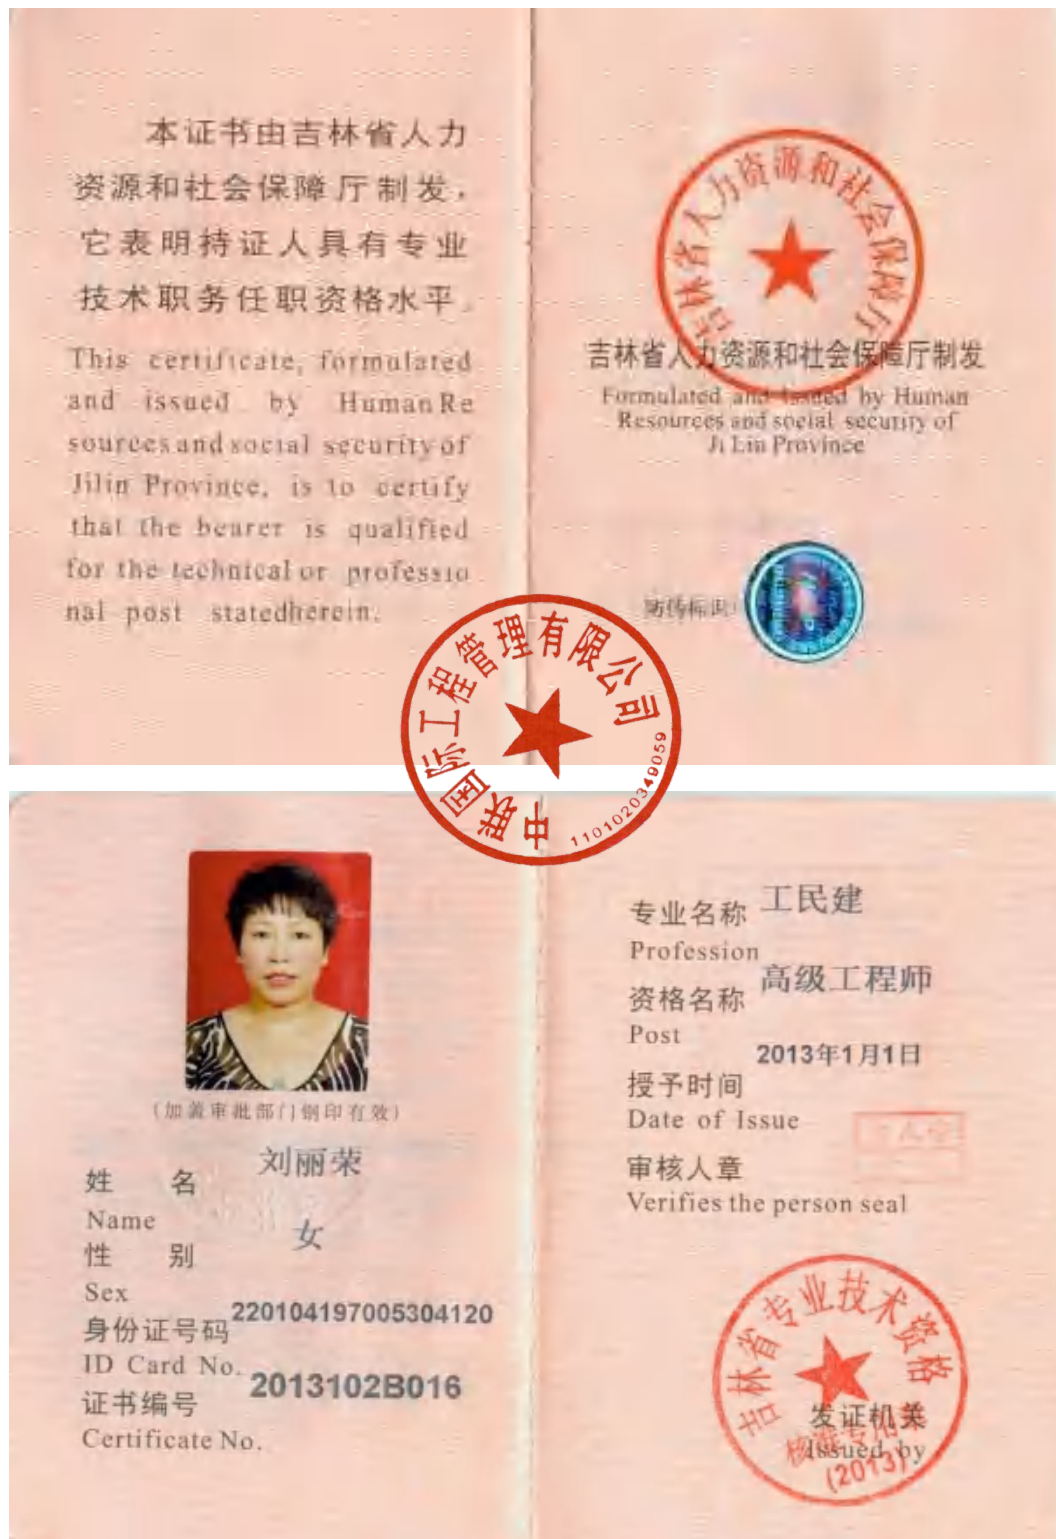 本证书由吉林省人力
资源和社会保障厅制发，
它表明持证人具有专业
技术职务任职资格水平。
This certificate, formulated
and issued by Human Re
sources and social security of
Jilin Province, is to certify
that the bearer is qualified
for the technical or professio
nal post statedherein.
吉林省人力资源和社会保障厅
吉林省人力资源和社会保障厅制发
Formulated and Issued by Human
Resources and social security of
Ji Lin Province
防伪标识:
中联国际工程管理有限公司
1101020349059
(加盖审批部门钢印有效)
姓 名 刘丽荣
Name
性 别 女
Sex
身份证号码 220104197005304120
ID Card No.
证书编号 2013102B016
Certificate No.
专业名称 工民建
Profession
资格名称 高级工程师
Post
授予时间 2013年1月1日
Date of Issue
审核人章
Verifies the person seal
吉林省专业技术资格
发证机关
核准专用章
Issued by
(2013)